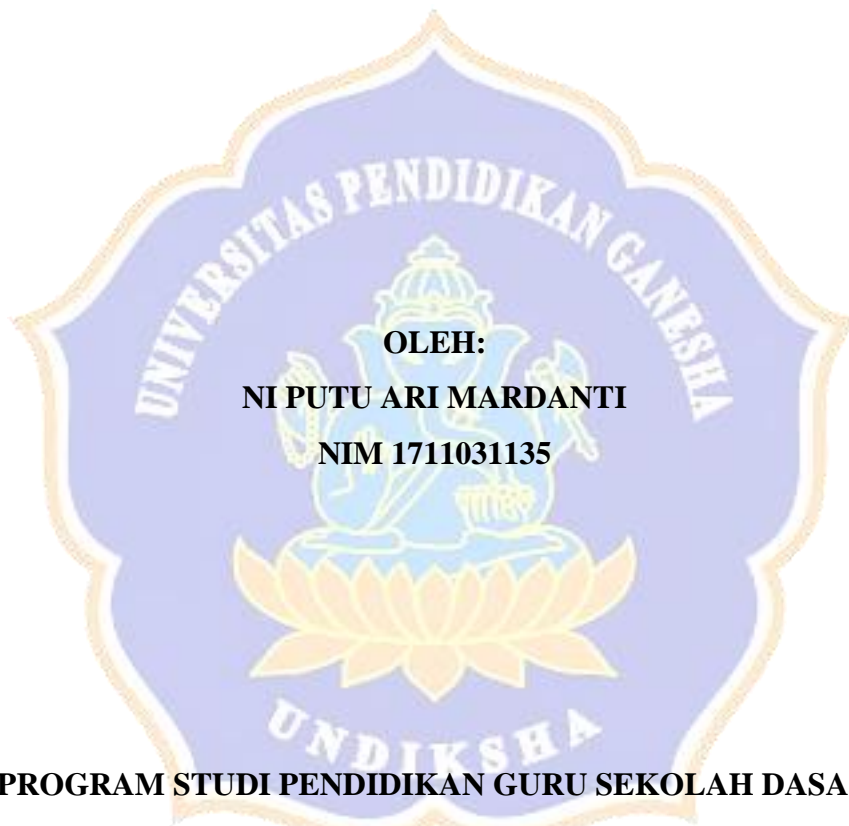 UNIVERSITAS PENDIDIKAN GANESHA
OLEH:
NI PUTU ARI MARDANTI
NIM 1711031135
UNDIKSHA
PROGRAM STUDI PENDIDIKAN GURU SEKOLAH DASA